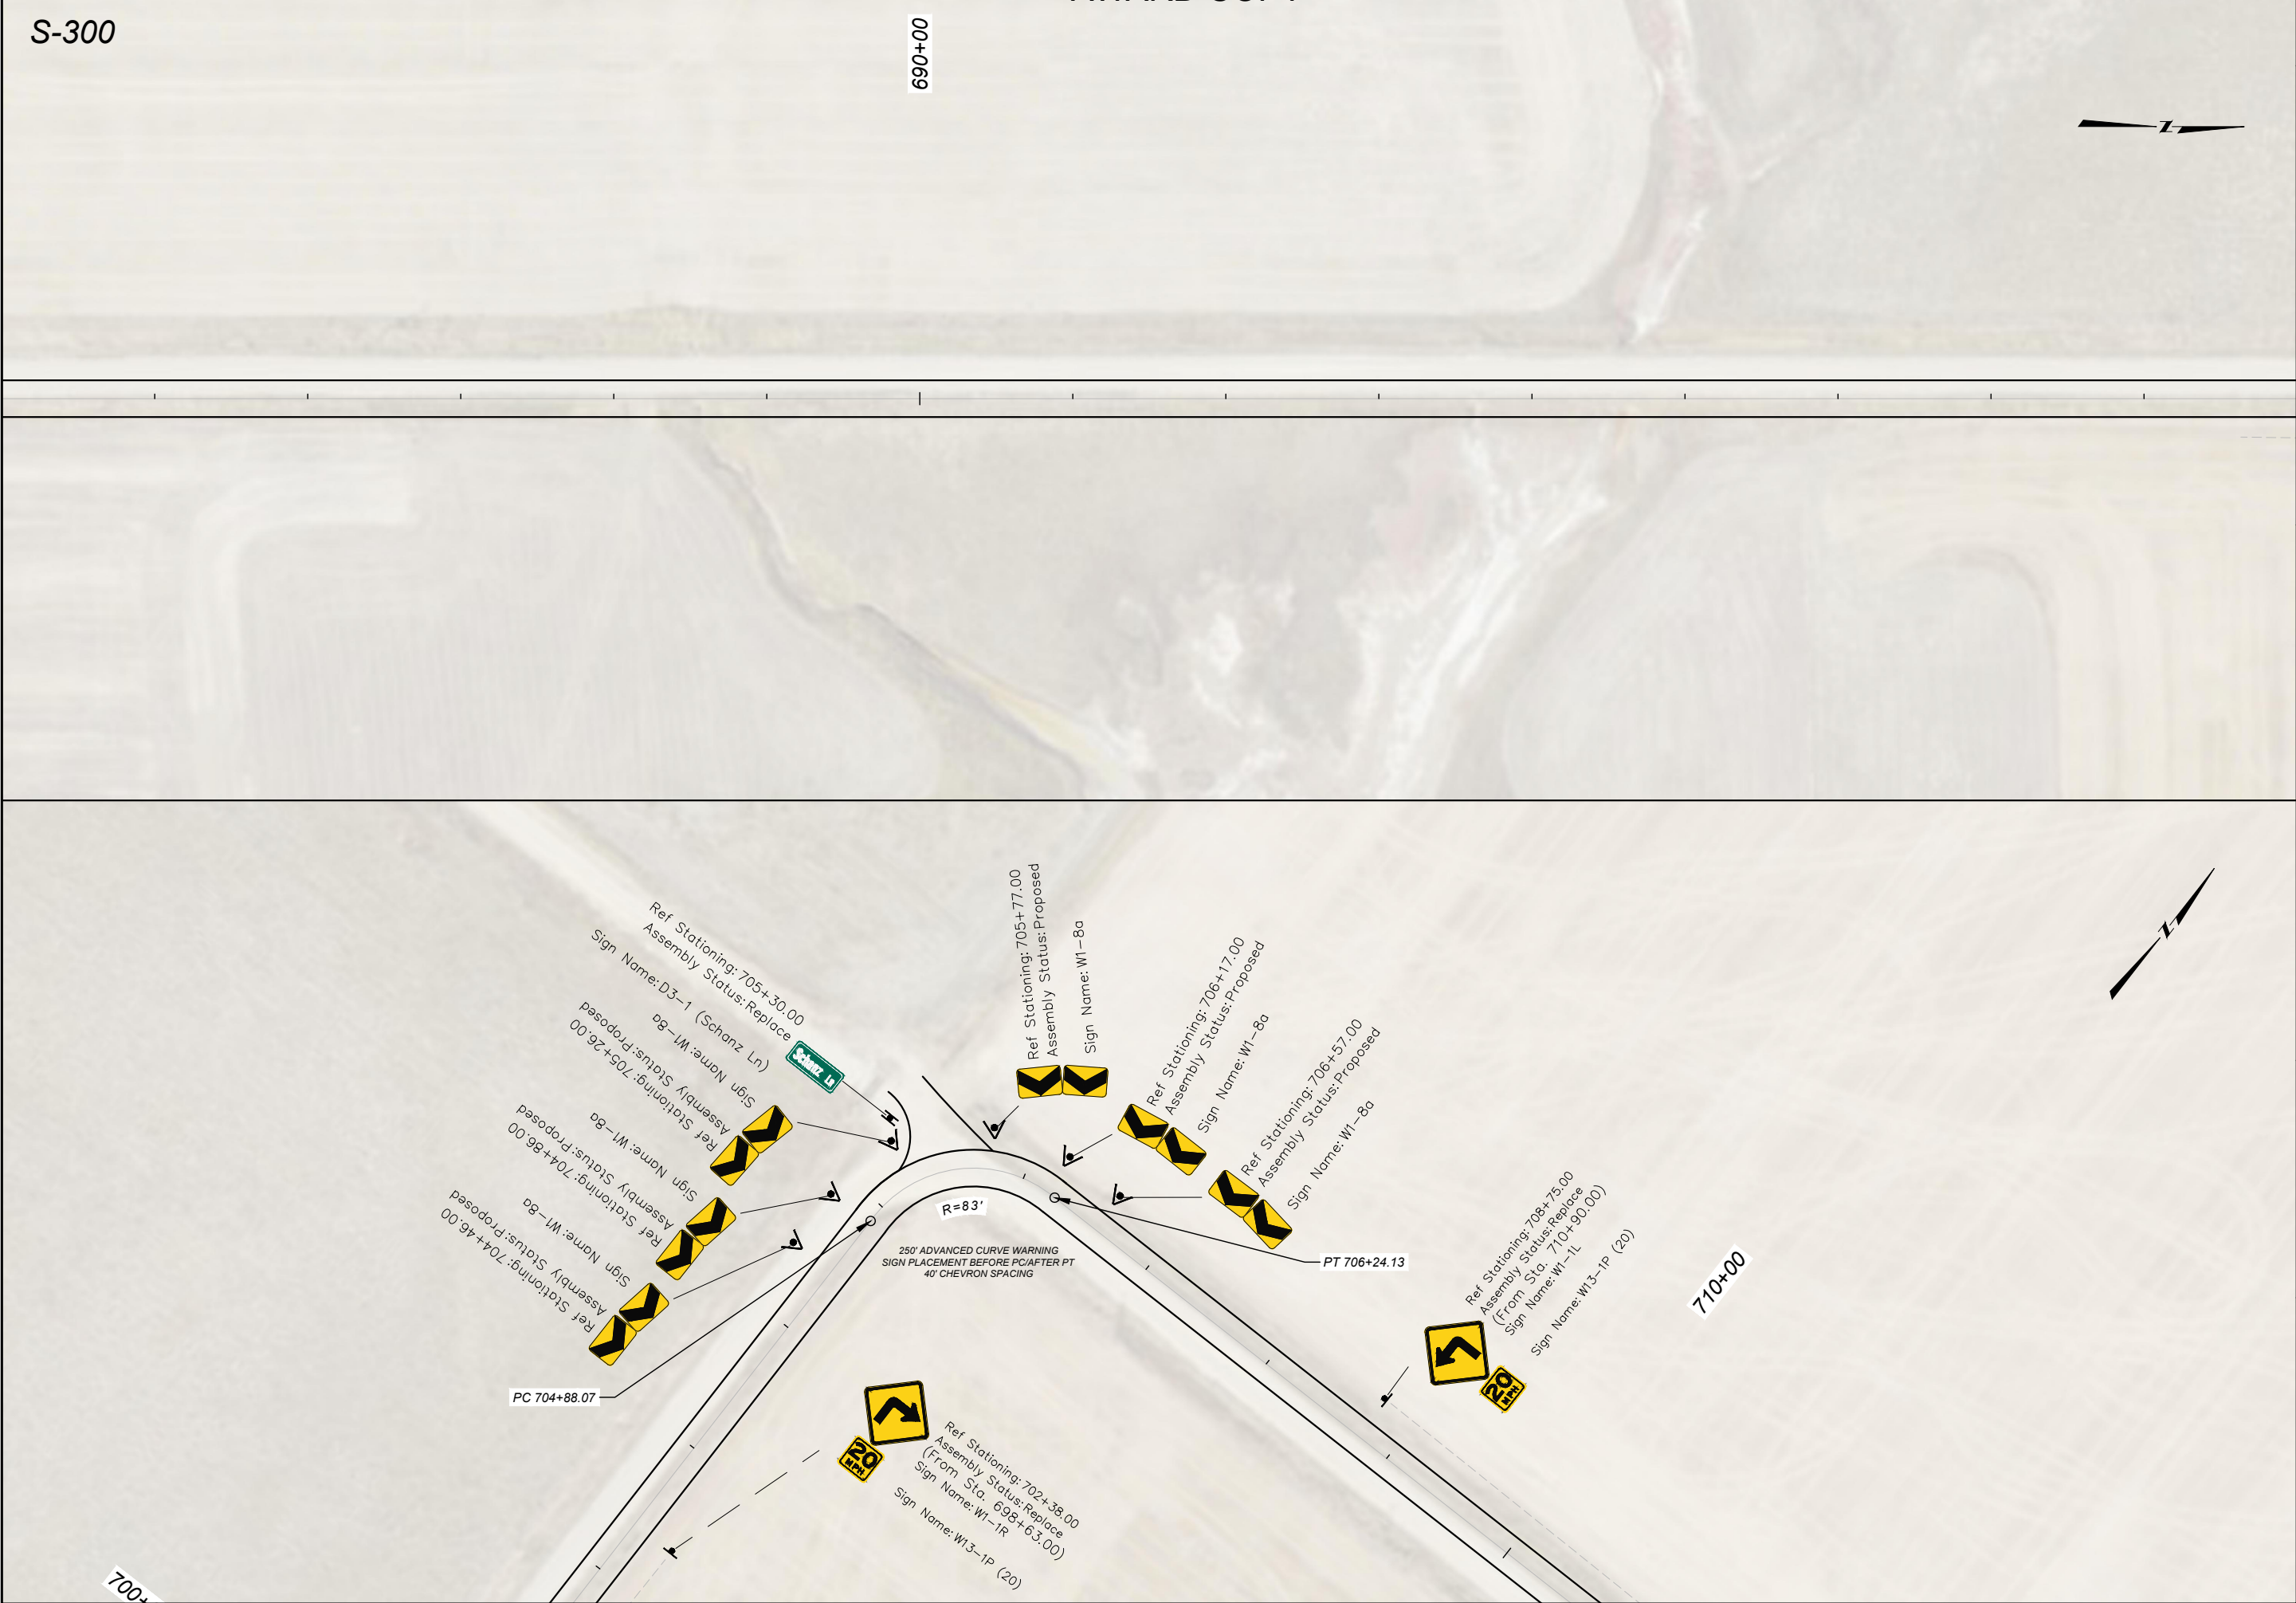 S-300
690+00
Z
Z
Ref Stationing: 705+30.00
Assembly Status: Replace
Sign Name: D3-1 (Schanz Ln)
Schanz Ln
Sign Name: W1-8a
Assembly Status: Proposed
Ref Stationing: 705+26.00
Sign Name: W1-8a
Assembly Status: Proposed
Ref Stationing: 704+86.00
Sign Name: W1-8a
Assembly Status: Proposed
Ref Stationing: 704+46.00
Ref Stationing: 705+77.00
Assembly Status: Proposed
Sign Name: W1-8a
Ref Stationing: 706+17.00
Assembly Status: Proposed
Sign Name: W1-8a
Ref Stationing: 706+57.00
Assembly Status: Proposed
Sign Name: W1-8a
R=83'
250' ADVANCED CURVE WARNING
SIGN PLACEMENT BEFORE PC/AFTER PT
40' CHEVRON SPACING
PT 706+24.13
PC 704+88.07
Ref Stationing: 708+75.00
Assembly Status: Replace
(From Sta. 710+90.00)
Sign Name: W1-1L
Sign Name: W13-1P (20)
20
MPH
710+00
20
MPH
Ref Stationing: 702+38.00
Assembly Status: Replace
(From Sta. 698+63.00)
Sign Name: W1-1R
Sign Name: W13-1P (20)
700+